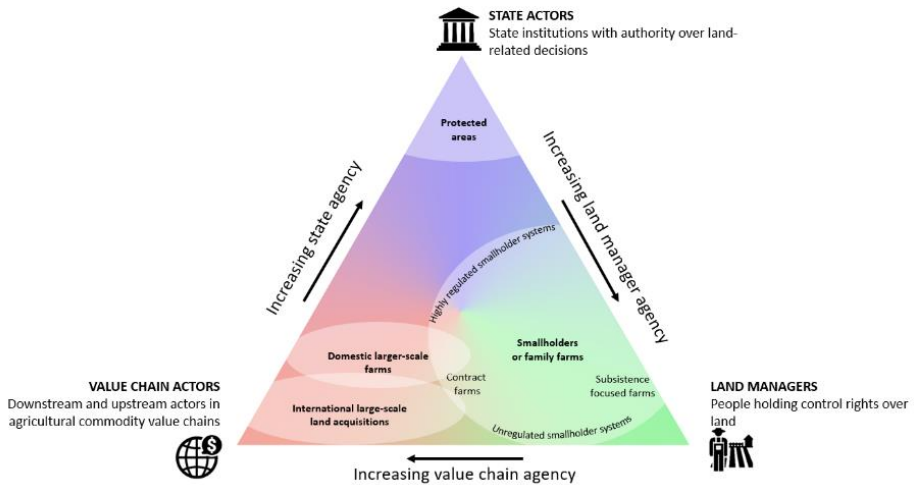 STATE ACTORS
State institutions with authority over land-
related decisions
Protected
areas
Increasing state agency
Increasing land manager agency
Highly regulated smallholder systems
Smallholders
or family farms
Domestic larger-scale
farms
Contract
farms
Subsistence
focused farms
International large-scale
land acquisitions
Unregulated smallholder systems
VALUE CHAIN ACTORS
Downstream and upstream actors in
agricultural commodity value chains
$
LAND MANAGERS
People holding control rights over
land
Increasing value chain agency